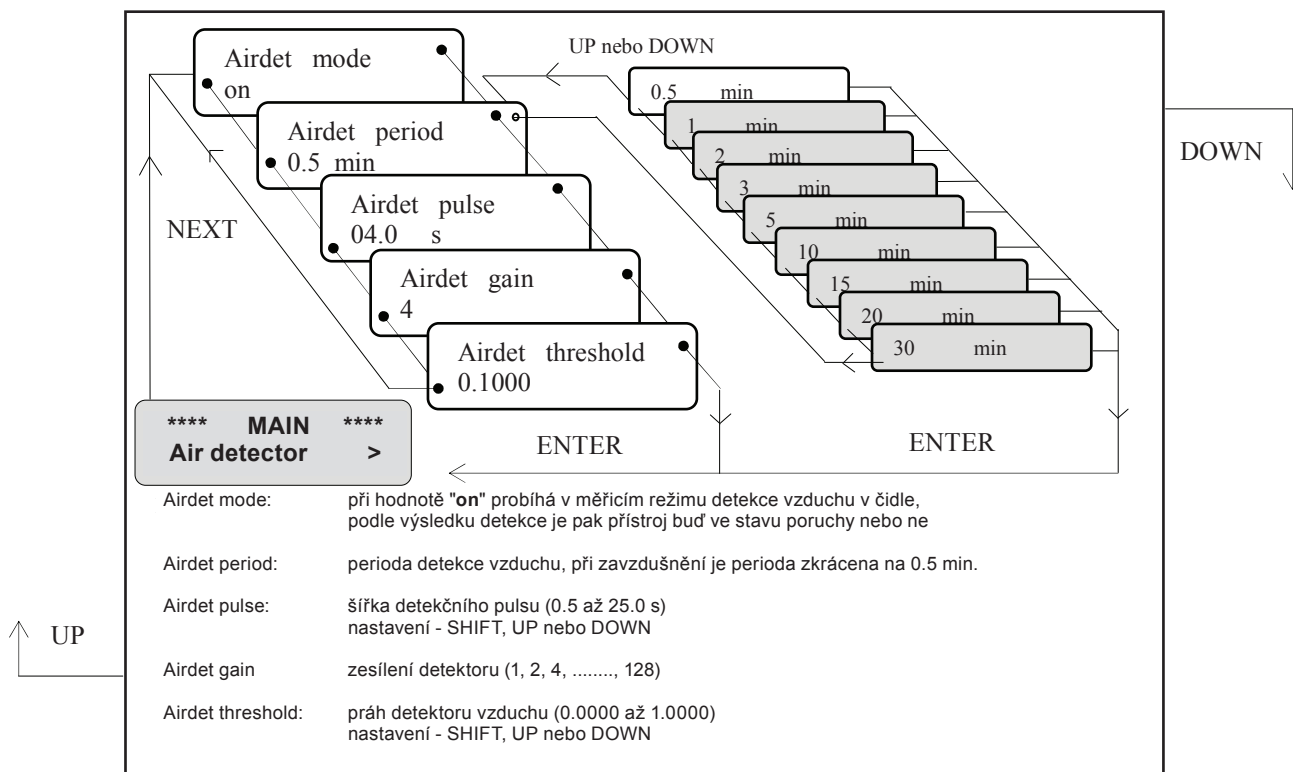 Airdet mode
on
Airdet period
0.5 min
Airdet pulse
04.0 s
Airdet gain
4
Airdet threshold
0.1000
UP nebo DOWN
0.5 min
1 min
2 min
3 min
5 min
10 min
15 min
20 min
30 min
DOWN
NEXT
**** MAIN ****
Air detector >
ENTER
ENTER
Airdet mode: při hodnotě "on" probíhá v měřicím režimu detekce vzduchu v čidle,
podle výsledku detekce je pak přístroj buď ve stavu poruchy nebo ne
Airdet period: perioda detekce vzduchu, při zavzdušnění je perioda zkrácena na 0.5 min.
Airdet pulse: šířka detekčního pulsu (0.5 až 25.0 s)
nastavení - SHIFT, UP nebo DOWN
UP
Airdet gain zesílení detektoru (1, 2, 4, ........, 128)
Airdet threshold: práh detektoru vzduchu (0.0000 až 1.0000)
nastavení - SHIFT, UP nebo DOWN